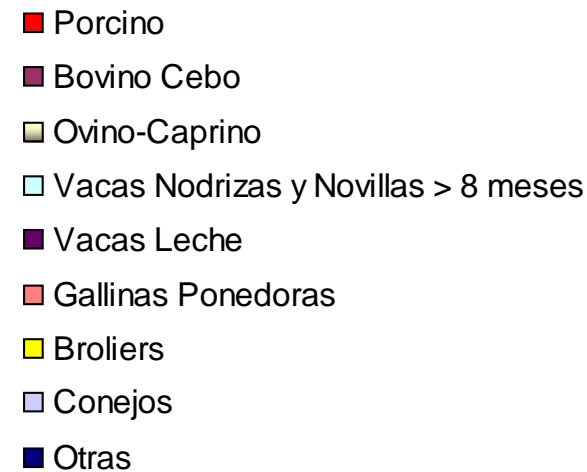 Porcino
Bovino Cebo
Ovino-Caprino
Vacas Nodrizas y Novillas > 8 meses
Vacas Leche
Gallinas Ponedoras
Broliers
Conejos
Otras